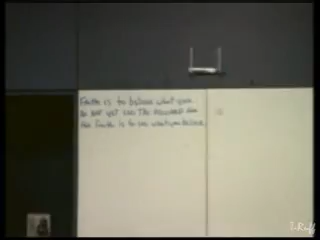 Faith is to believe what you
do not yet see The reward
this Faith is to see what you believe.
T-Ruff